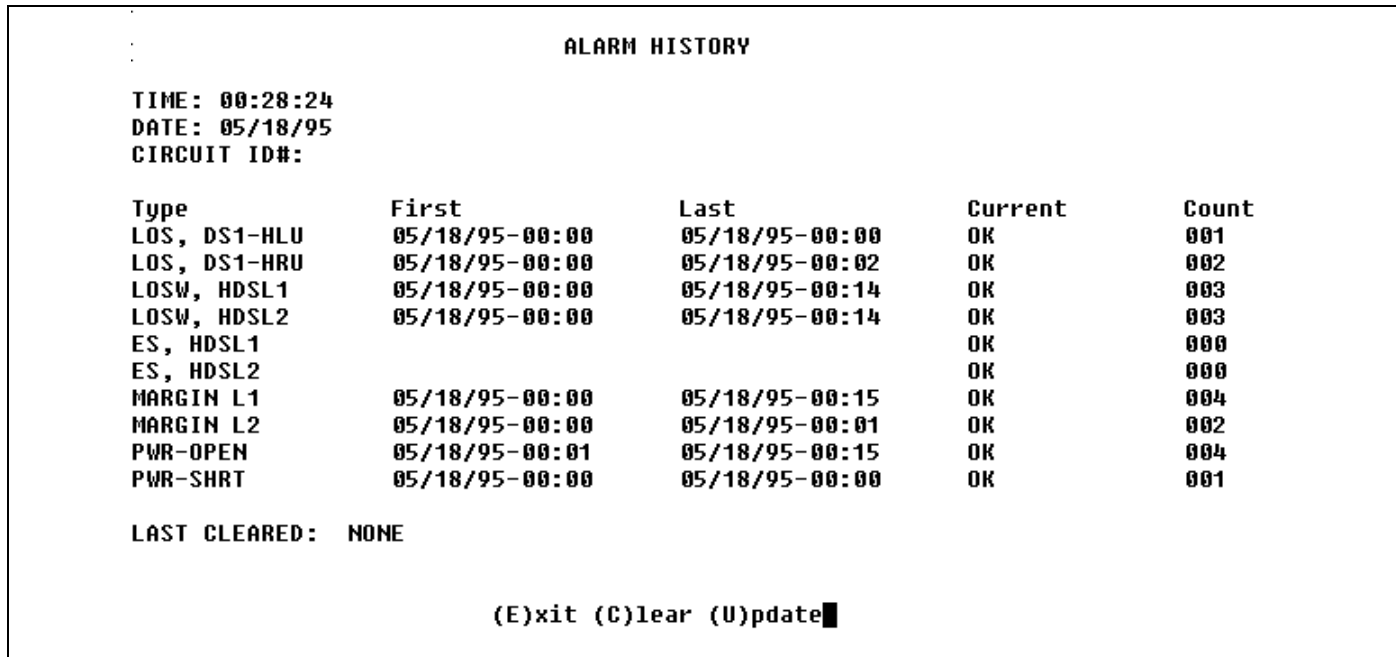 ALARM HISTORY
TIME: 00:28:24
DATE: 05/18/95
CIRCUIT ID#:
Type First Last Current Count
LOS, DS1-HLU 05/18/95-00:00 05/18/95-00:00 OK 001
LOS, DS1-HRU 05/18/95-00:00 05/18/95-00:02 OK 002
LOSW, HDSL1 05/18/95-00:00 05/18/95-00:14 OK 003
LOSW, HDSL2 05/18/95-00:00 05/18/95-00:14 OK 003
ES, HDSL1 OK 000
ES, HDSL2 OK 000
MARGIN L1 05/18/95-00:00 05/18/95-00:15 OK 004
MARGIN L2 05/18/95-00:00 05/18/95-00:01 OK 002
PWR-OPEN 05/18/95-00:01 05/18/95-00:15 OK 004
PWR-SHRT 05/18/95-00:00 05/18/95-00:00 OK 001
LAST CLEARED: NONE
(E)xit (C)lear (U)pdate